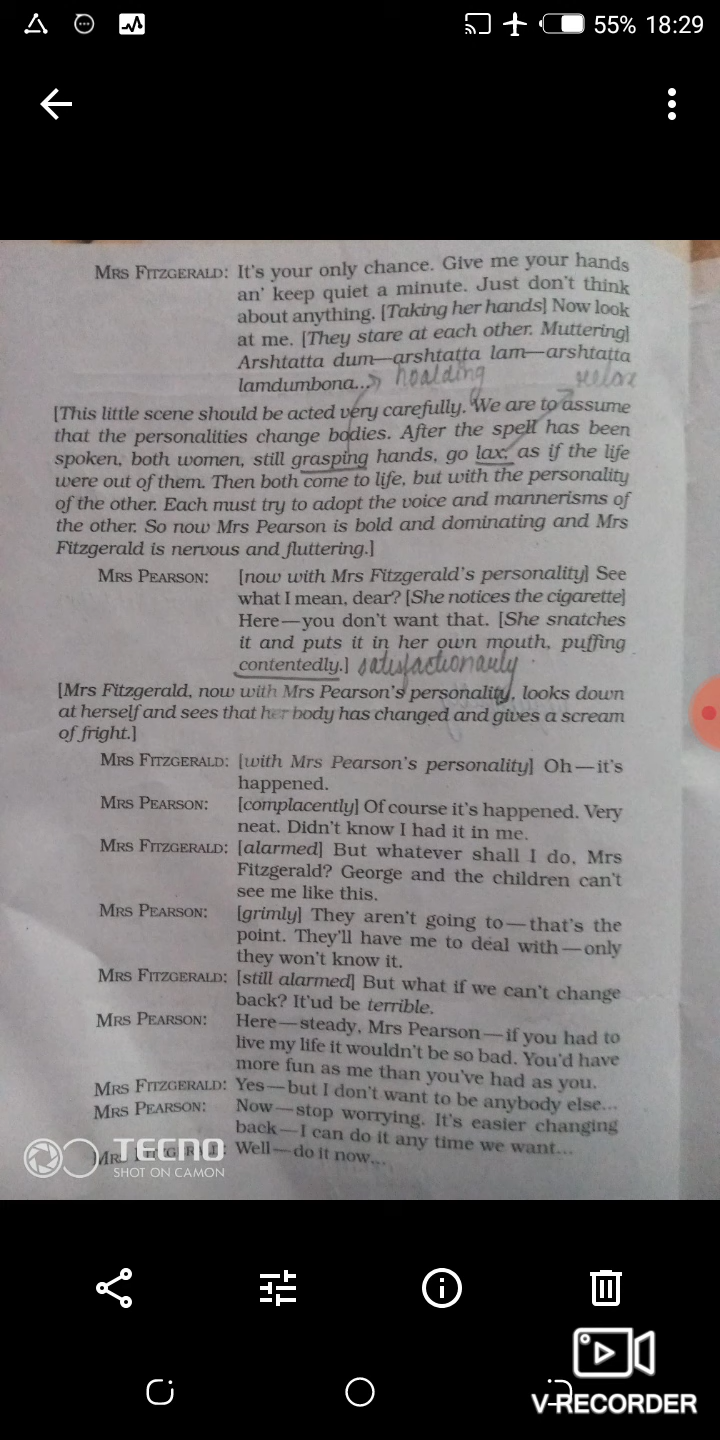 55% 18:29
MRS FITZGERALD: It's your only chance. Give me your hands
an' keep quiet a minute. Just don't think
about anything. [Taking her hands] Now look
at me. [They stare at each other. Muttering]
Arshtatta dum—arshtatta lam—arshtatta
lamdumbona... hoalding relax
[This little scene should be acted very carefully. We are to assume
that the personalities change bodies. After the spell has been
spoken, both women, still grasping hands, go lax, as if the life
were out of them. Then both come to life, but with the personality
of the other. Each must try to adopt the voice and mannerisms of
the other. So now Mrs Pearson is bold and dominating and Mrs
Fitzgerald is nervous and fluttering.]
MRS PEARSON: [now with Mrs Fitzgerald's personality] See
what I mean, dear? [She notices the cigarette]
Here—you don't want that. [She snatches
it and puts it in her own mouth, puffing
contentedly.] satisfactionauly
[Mrs Fitzgerald, now with Mrs Pearson's personality, looks down
at herself and sees that her body has changed and gives a scream
of fright.]
MRS FITZGERALD: [with Mrs Pearson's personality] Oh—it's
happened.
MRS PEARSON: [complacently] Of course it's happened. Very
neat. Didn't know I had it in me.
MRS FITZGERALD: [alarmed] But whatever shall I do, Mrs
Fitzgerald? George and the children can't
see me like this.
MRS PEARSON: [grimly] They aren't going to—that's the
point. They'll have me to deal with—only
they won't know it.
MRS FITZGERALD: [still alarmed] But what if we can't change
back? It'ud be terrible.
MRS PEARSON: Here—steady, Mrs Pearson—if you had to
live my life it wouldn't be so bad. You'd have
more fun as me than you've had as you.
MRS FITZGERALD: Yes—but I don't want to be anybody else...
MRS PEARSON: Now—stop worrying. It's easier changing
back—I can do it any time we want...
MRS FITZGERALD: Well—do it now...
TECNO
SHOT ON CAMON
V-RECORDER